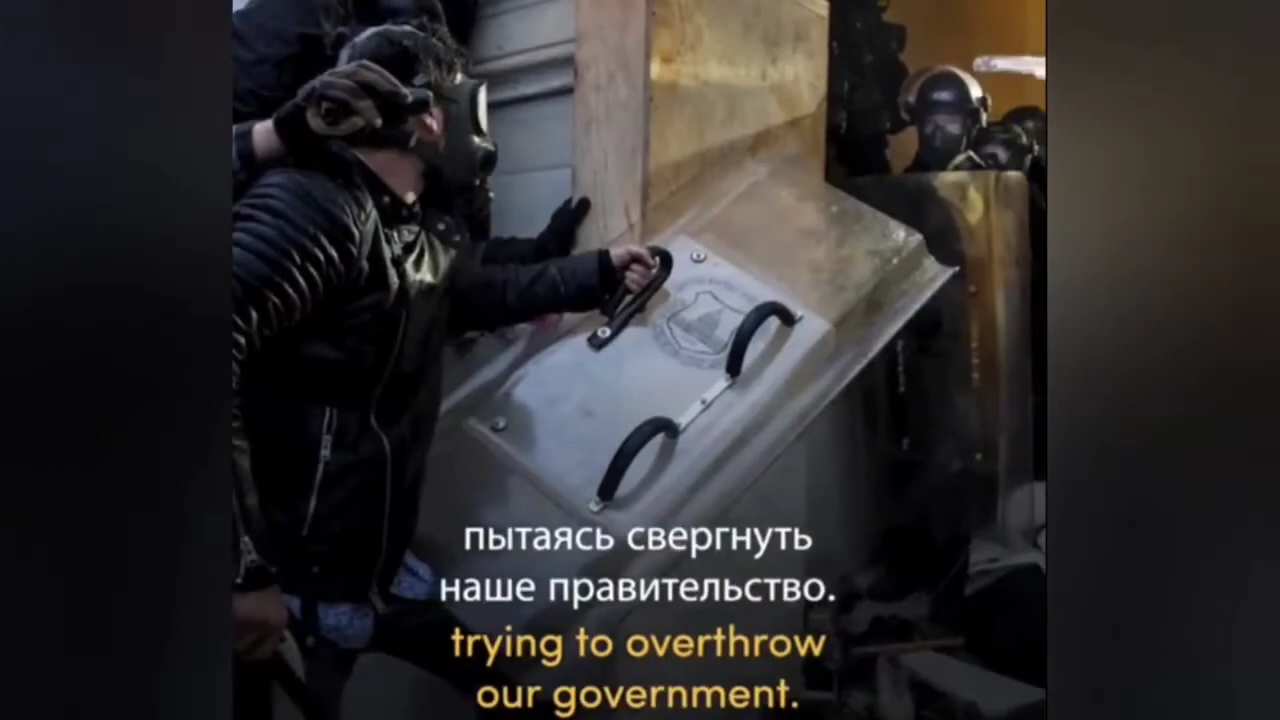 пытаясь свергнуть
наше правительство.
trying to overthrow
our government.